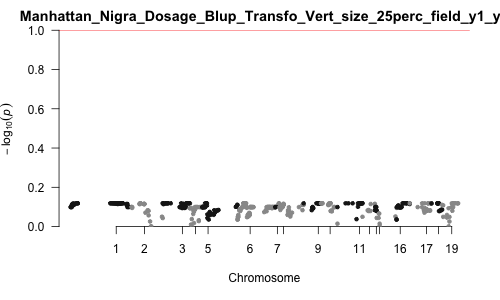 Manhattan_Nigra_Dosage_Blup_Transfo_Vert_size_25perc_field_y1_y
1.0
0.8
0.6
0.4
0.2
0.0
− log10(p)
1 2 3 5 6 7 9 11 16 17 19
Chromosome